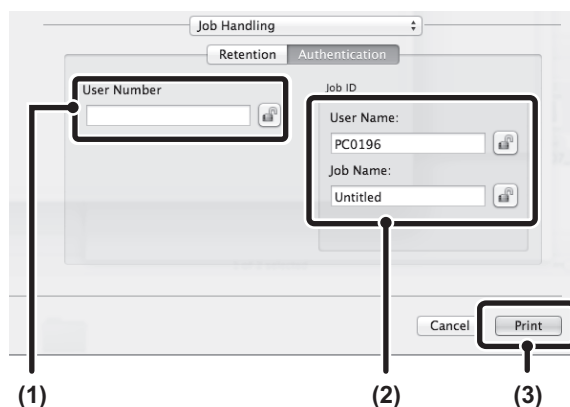 Job Handling
Retention Authentication
User Number
Job ID
User Name:
PC0196
Job Name:
Untitled
Cancel Print
(1) (2) (3)